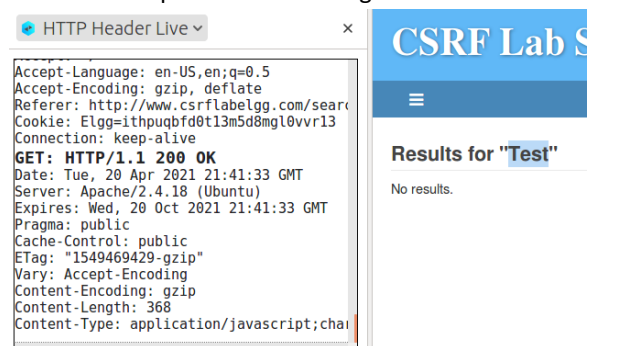 HTTP Header Live
Accept-Language: en-US,en;q=0.5
Accept-Encoding: gzip, deflate
Referer: http://www.csrflabelgg.com/sear
Cookie: Elgg=ithpuqbfd0t13m5d8mgl0vvr13
Connection: keep-alive
GET: HTTP/1.1 200 OK
Date: Tue, 20 Apr 2021 21:41:33 GMT
Server: Apache/2.4.18 (Ubuntu)
Expires: Wed, 20 Oct 2021 21:41:33 GMT
Pragma: public
Cache-Control: public
ETag: "1549469429-gzip"
Vary: Accept-Encoding
Content-Encoding: gzip
Content-Length: 368
Content-Type: application/javascript;char
CSRF Lab S
Results for "Test"
No results.